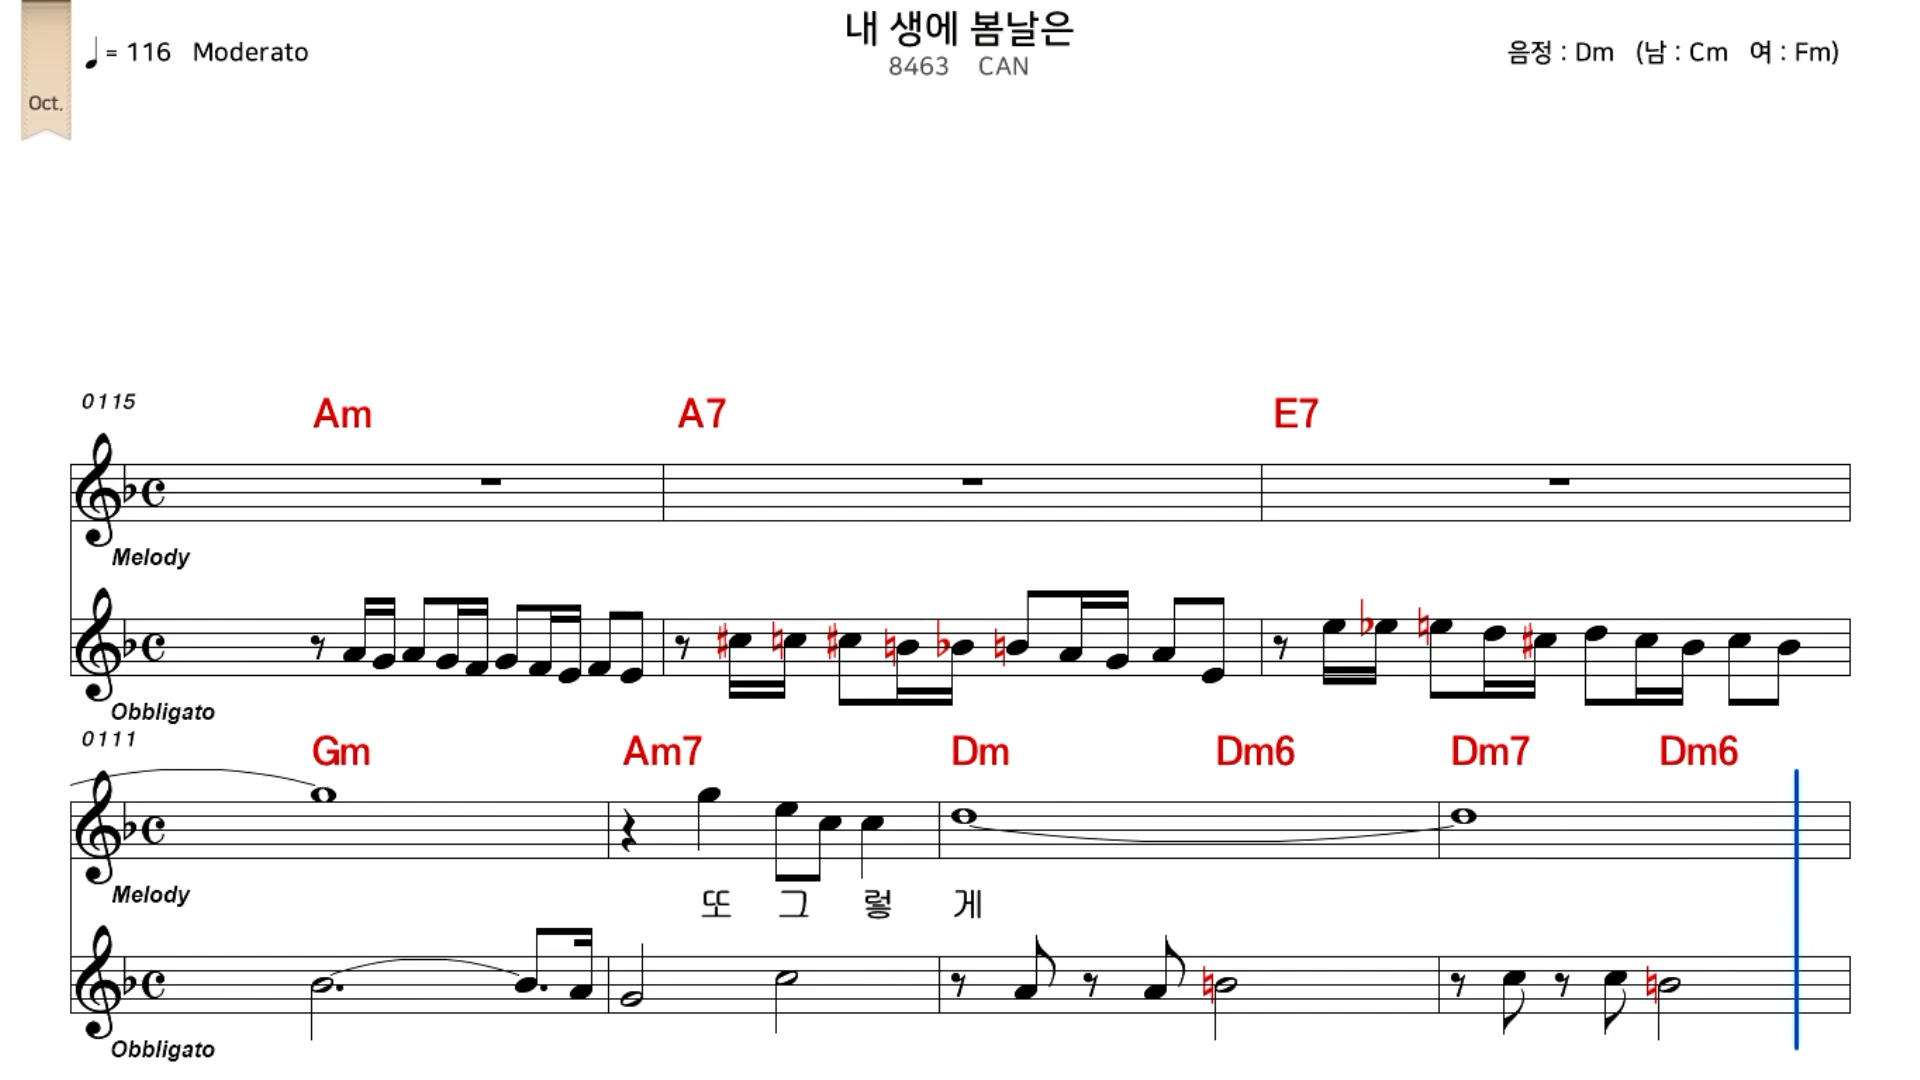 내 생에 봄날은
♩= 116 Moderato
8463 CAN
음정 : Dm (남 : Cm 여 : Fm)
Oct.
0115
Am A7 E7
Melody
Obbligato
0111
Gm Am7 Dm Dm6 Dm7 Dm6
Melody
또 그 렇 게
Obbligato